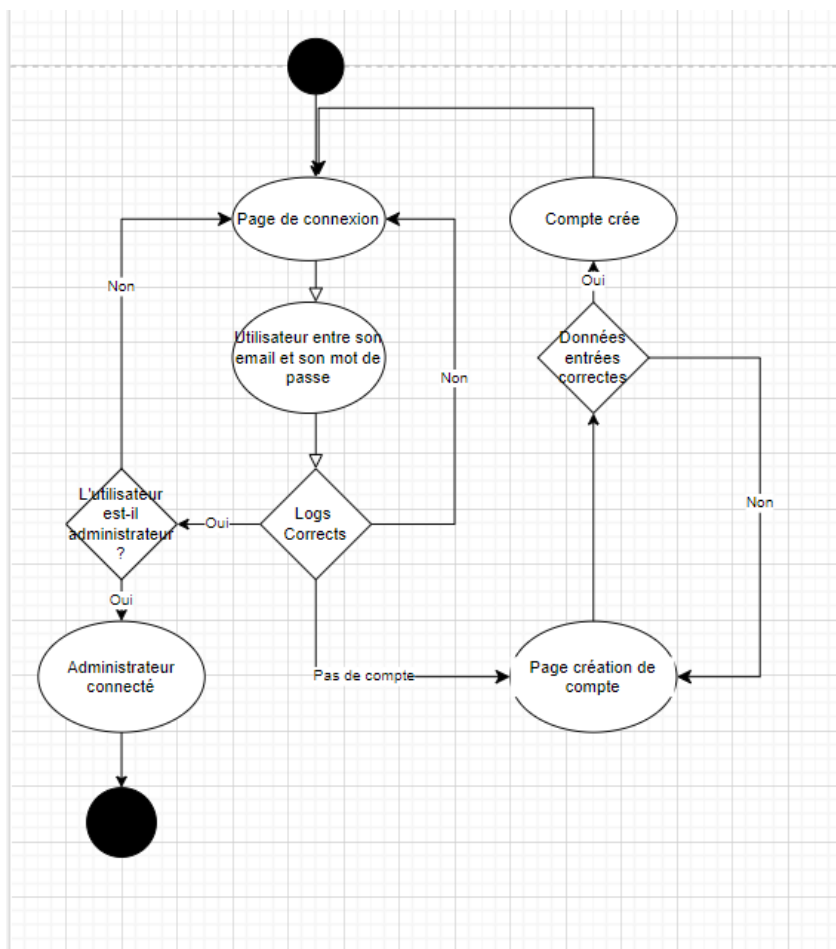 Page de connexion
Compte crée
Non
Oui
Utilisateur entre son
email et son mot de
passe
Données
entrées
correctes
Non
L'utilisateur
est-il
administrateur
?
Oui
Logs
Corrects
Non
Oui
Administrateur
connecté
Pas de compte
Page création de
compte